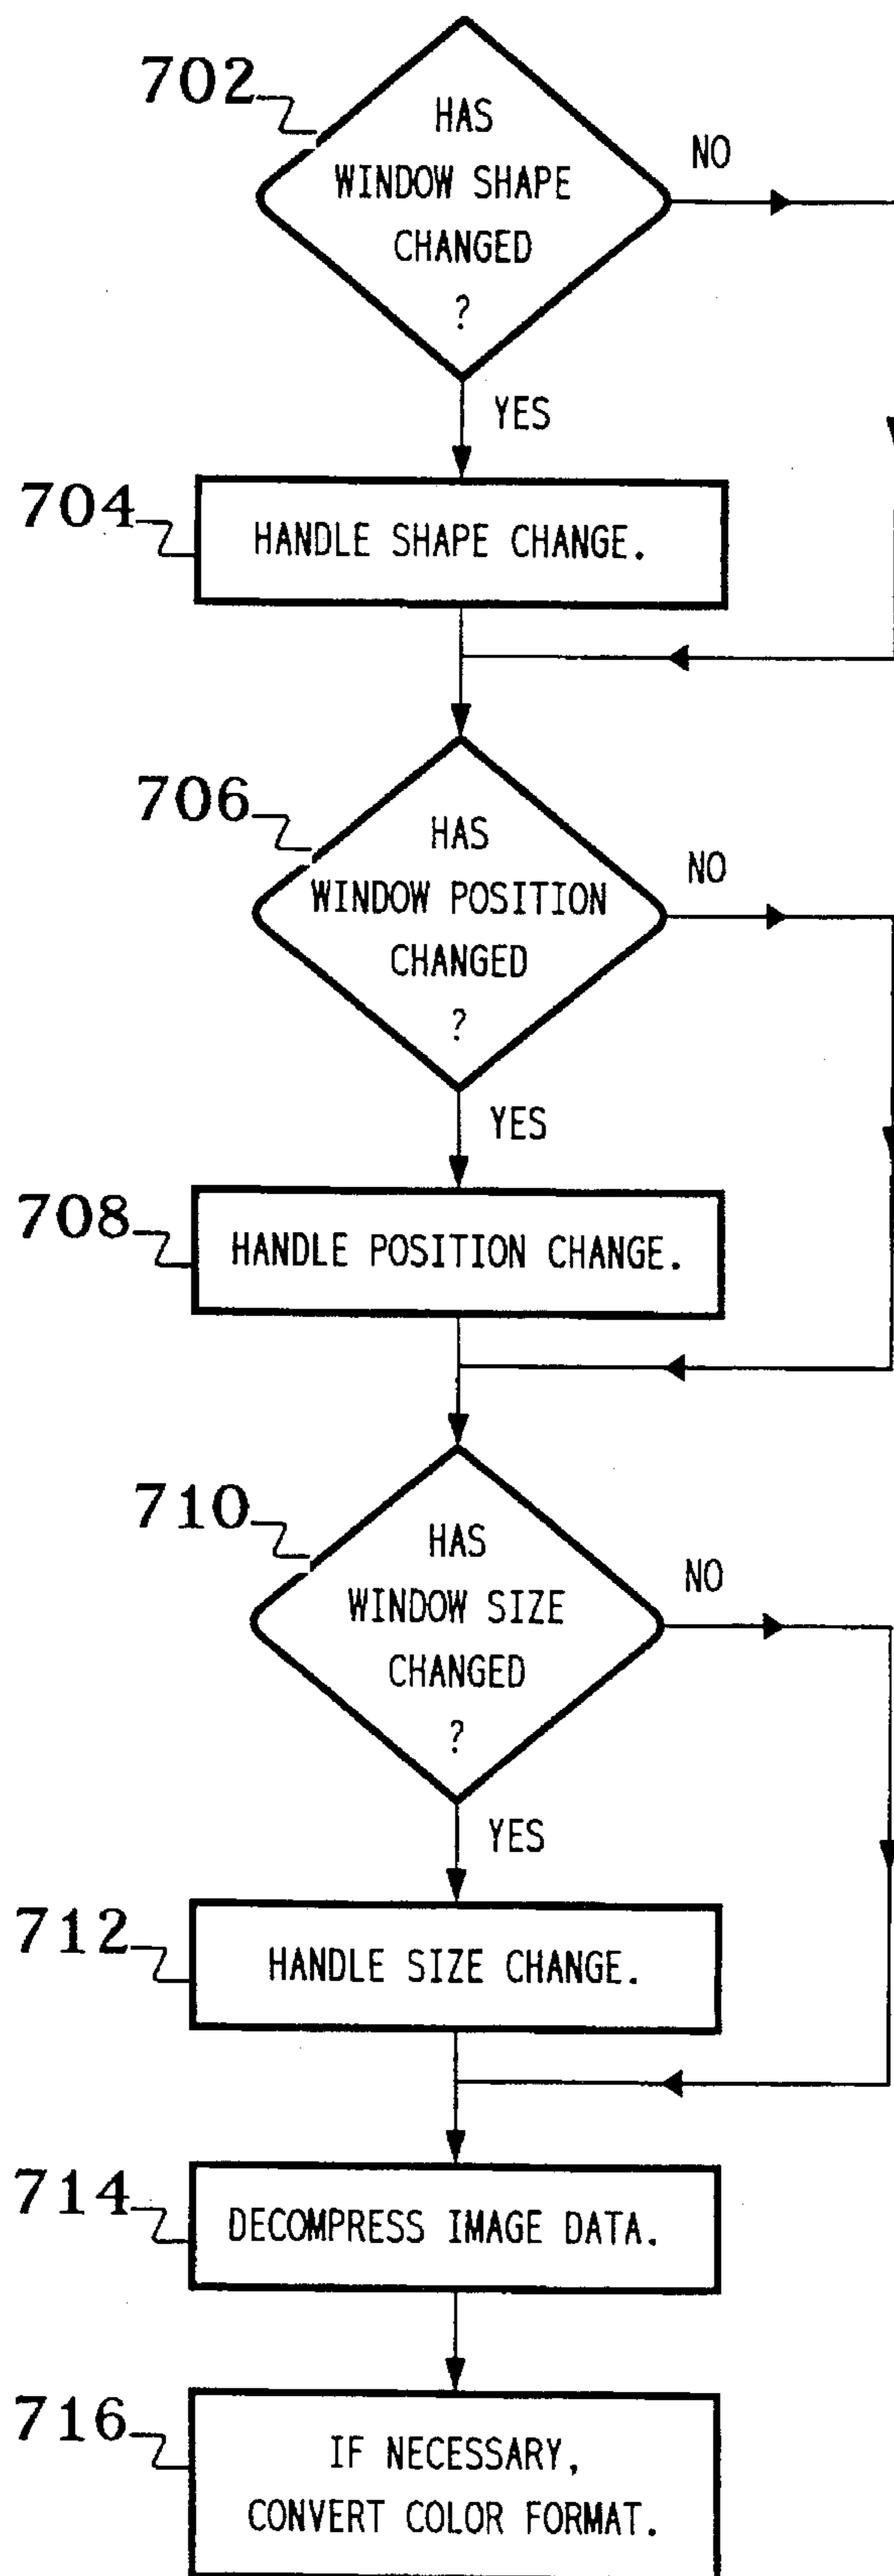 702
HAS
WINDOW SHAPE
CHANGED
?
NO
YES
704
HANDLE SHAPE CHANGE.
706
HAS
WINDOW POSITION
CHANGED
?
NO
YES
708
HANDLE POSITION CHANGE.
710
HAS
WINDOW SIZE
CHANGED
?
NO
YES
712
HANDLE SIZE CHANGE.
714
DECOMPRESS IMAGE DATA.
716
IF NECESSARY,
CONVERT COLOR FORMAT.